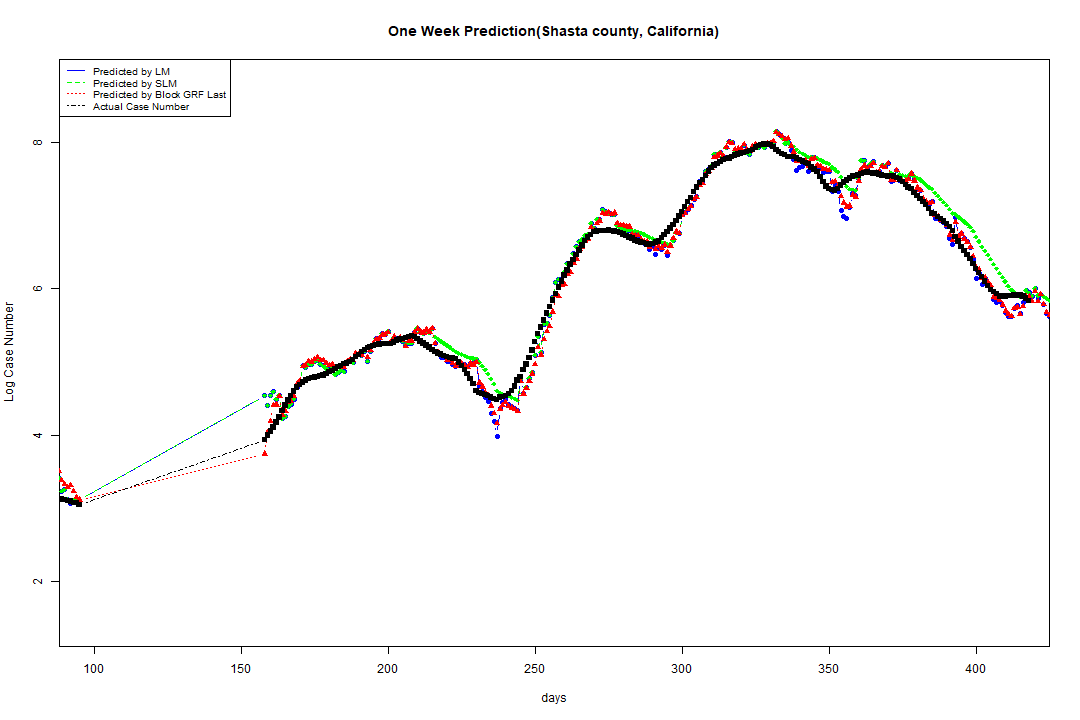 One Week Prediction(Shasta county, California)
Predicted by LM
Predicted by SLM
Predicted by Block GRF Last
Actual Case Number
Log Case Number
8
6
4
2
100 150 200 250 300 350 400
days